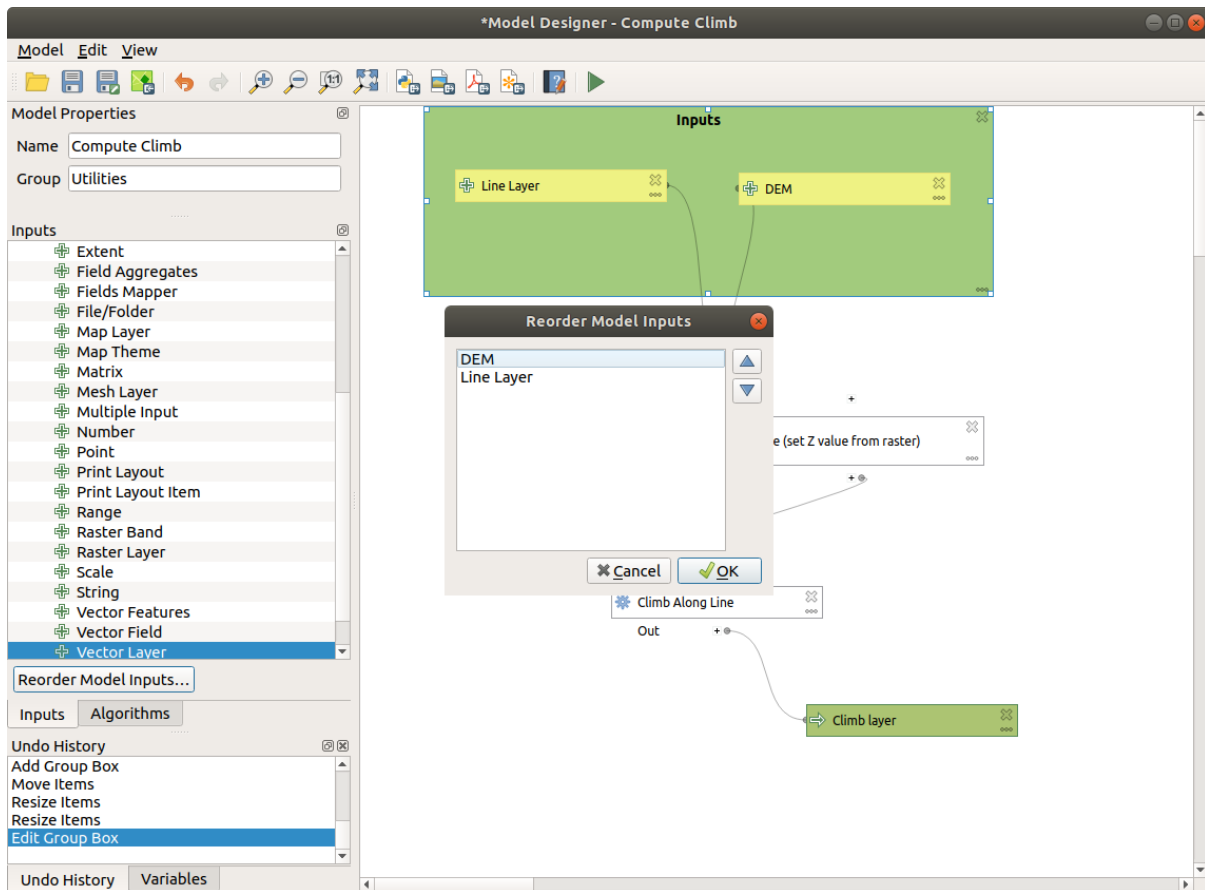 *Model Designer - Compute Climb
Model Edit View
1:1
Model Properties
Name Compute Climb
Group Utilities
Inputs
Extent
Field Aggregates
Fields Mapper
File/Folder
Map Layer
Map Theme
Matrix
Mesh Layer
Multiple Input
Number
Point
Print Layout
Print Layout Item
Range
Raster Band
Raster Layer
Scale
String
Vector Features
Vector Field
Vector Layer
Reorder Model Inputs...
Inputs Algorithms
Undo History
Add Group Box
Move Items
Resize Items
Resize Items
Edit Group Box
Undo History Variables
Inputs
Line Layer
DEM
Reorder Model Inputs
DEM
Line Layer
Cancel OK
e (set Z value from raster)
Climb Along Line
Out
Climb layer